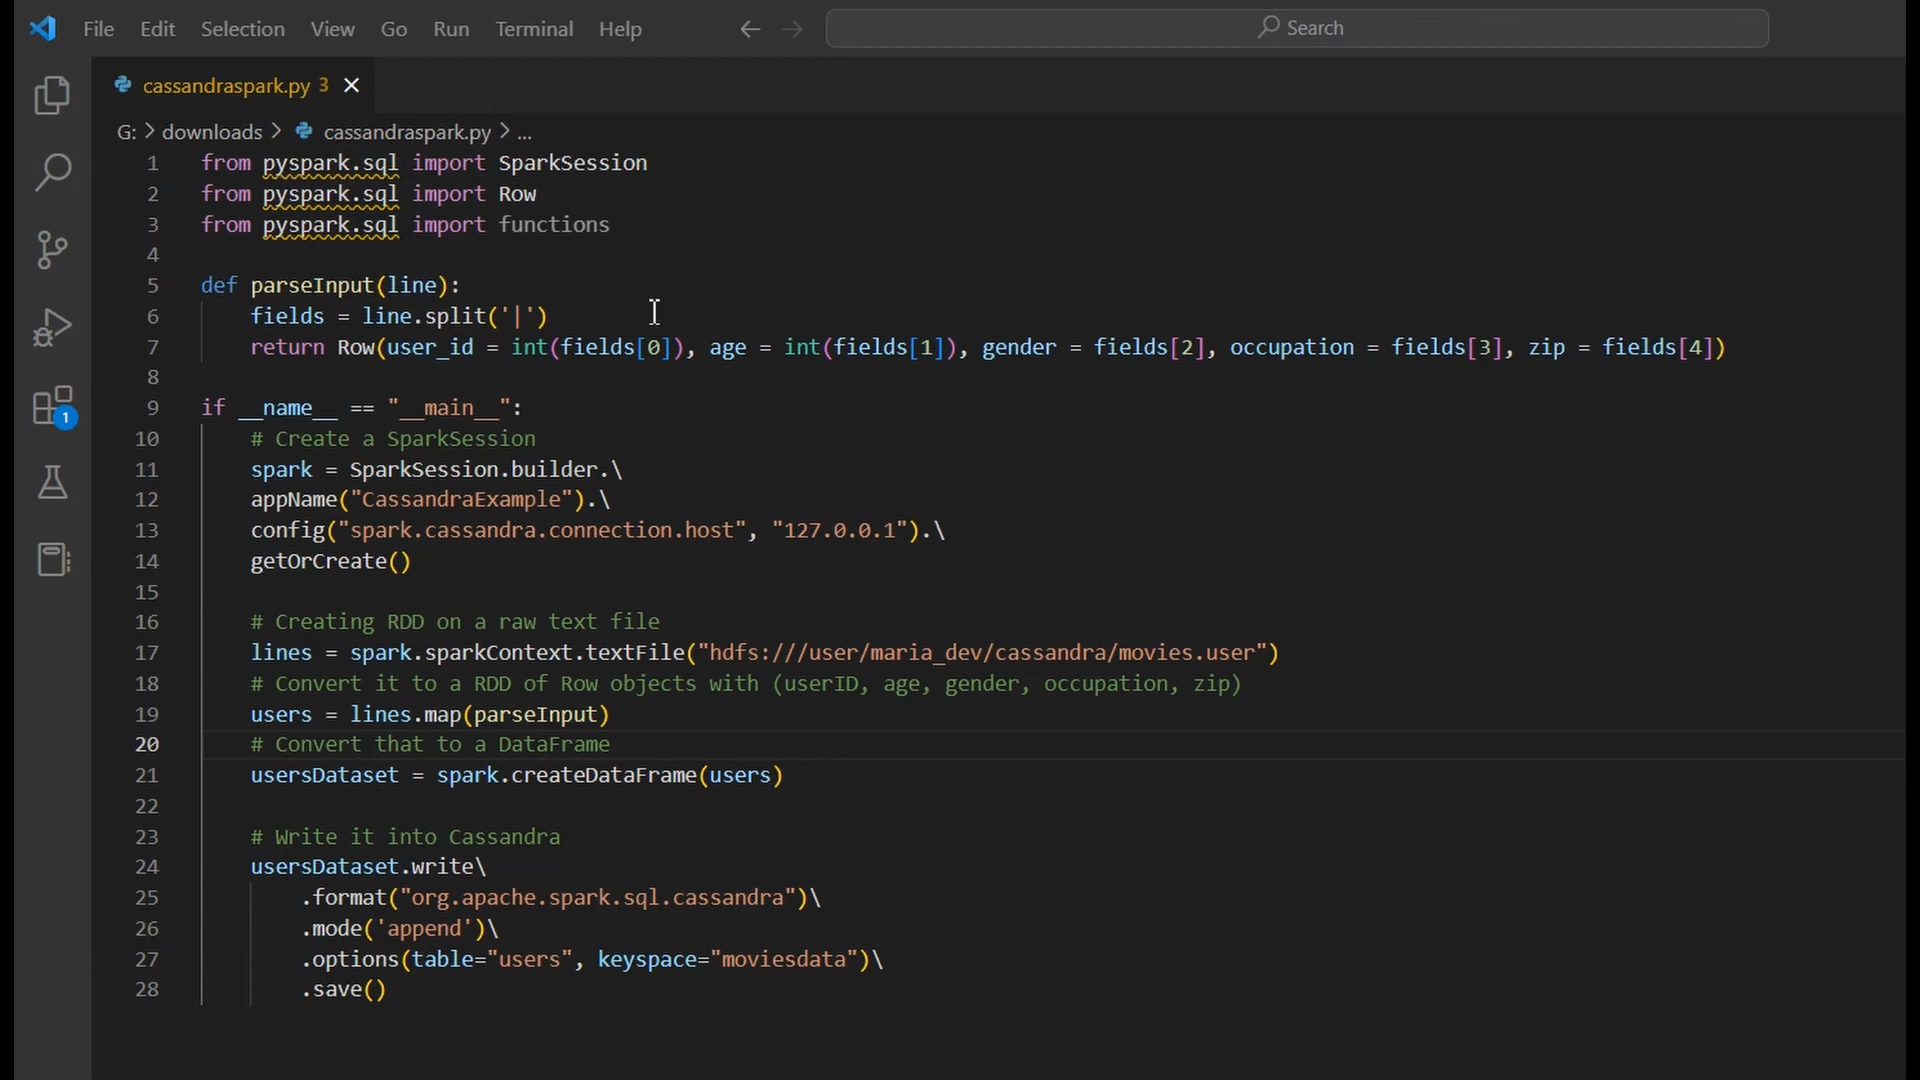 File Edit Selection View Go Run Terminal Help Search
cassandraspark.py 3
G: > downloads > cassandraspark.py > ...
1 from pyspark.sql import SparkSession
2 from pyspark.sql import Row
3 from pyspark.sql import functions
4
5 def parseInput(line):
6     fields = line.split('|')
7     return Row(user_id = int(fields[0]), age = int(fields[1]), gender = fields[2], occupation = fields[3], zip = fields[4])
8
9 if __name__ == "__main__":
10     # Create a SparkSession
11     spark = SparkSession.builder.\
12     appName("CassandraExample").\
13     config("spark.cassandra.connection.host", "127.0.0.1").\
14     getOrCreate()
15
16     # Creating RDD on a raw text file
17     lines = spark.sparkContext.textFile("hdfs:///user/maria_dev/cassandra/movies.user")
18     # Convert it to a RDD of Row objects with (userID, age, gender, occupation, zip)
19     users = lines.map(parseInput)
20     # Convert that to a DataFrame
21     usersDataset = spark.createDataFrame(users)
22
23     # Write it into Cassandra
24     usersDataset.write\
25         .format("org.apache.spark.sql.cassandra")\
26         .mode('append')\
27         .options(table="users", keyspace="moviesdata")\
28         .save()
1